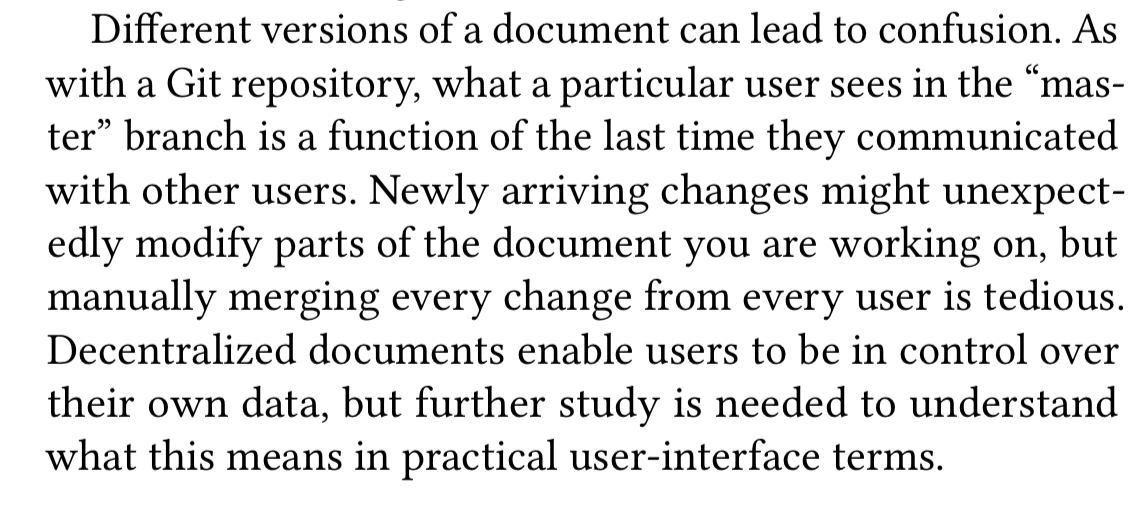 Different versions of a document can lead to confusion. As
with a Git repository, what a particular user sees in the “mas-
ter” branch is a function of the last time they communicated
with other users. Newly arriving changes might unexpect-
edly modify parts of the document you are working on, but
manually merging every change from every user is tedious.
Decentralized documents enable users to be in control over
their own data, but further study is needed to understand
what this means in practical user-interface terms.